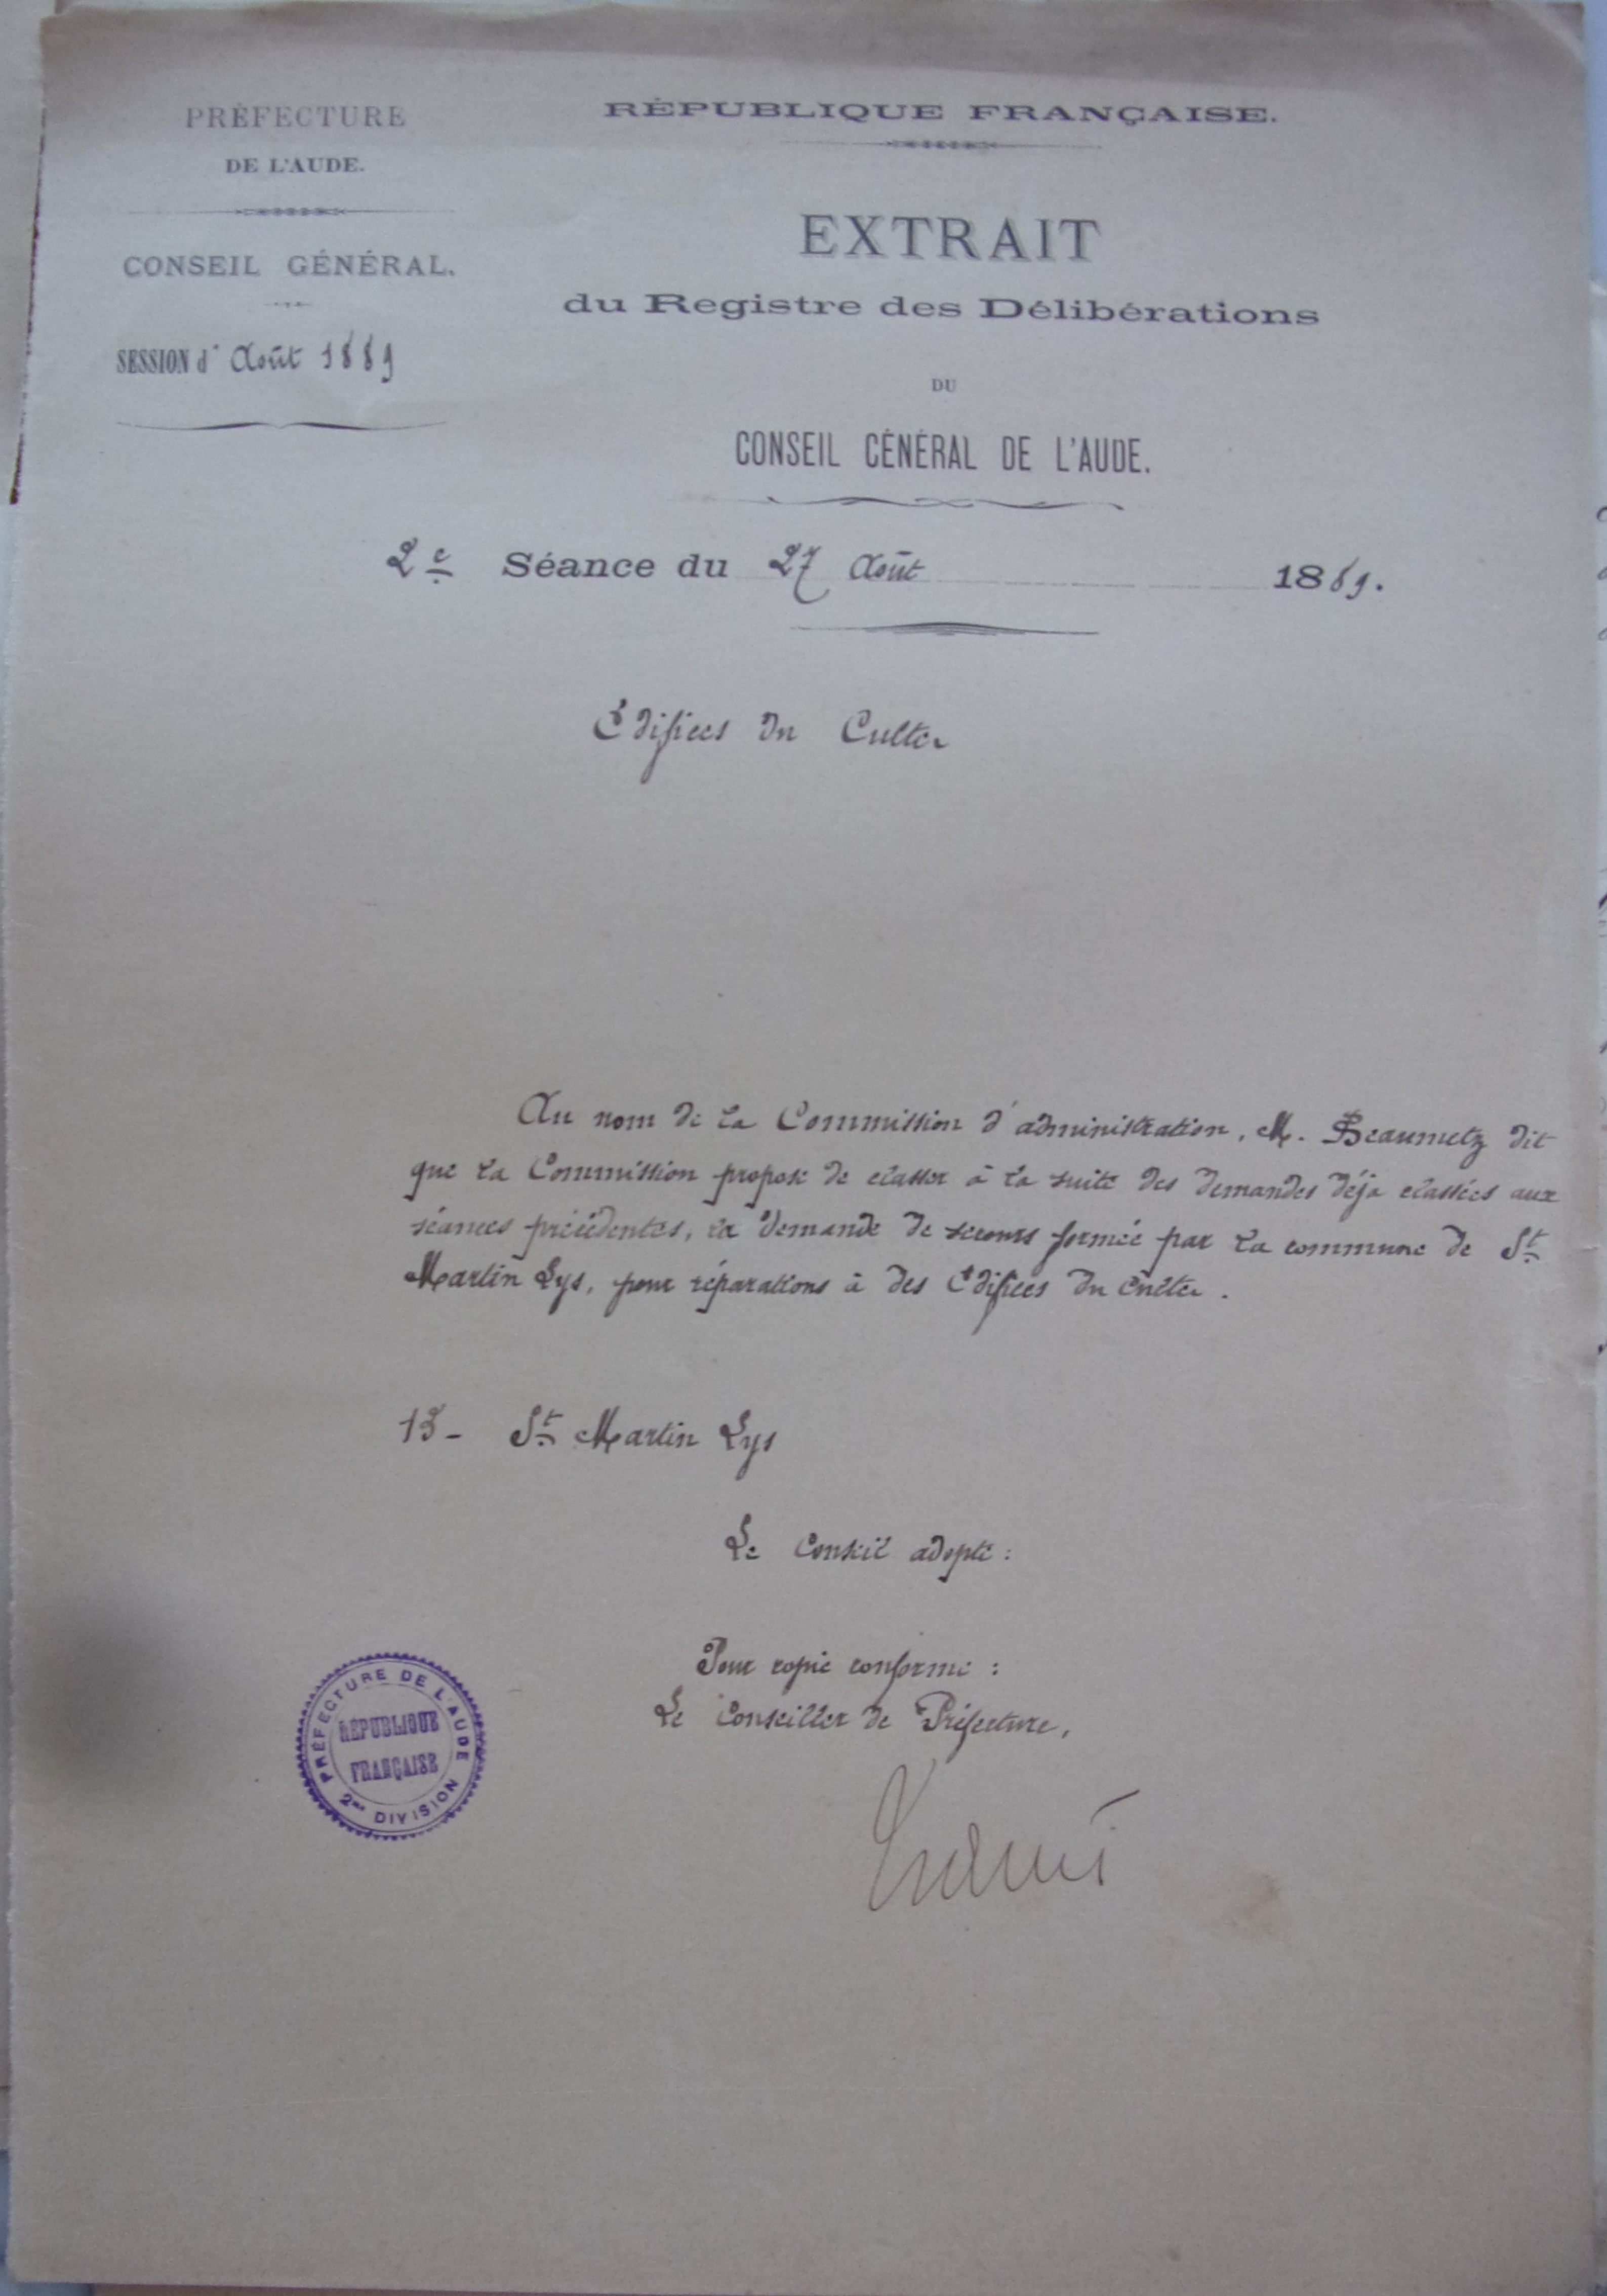 PRÉFECTURE
DE L'AUDE.
CONSEIL GÉNÉRAL.
SESSION d' Août 1889
RÉPUBLIQUE FRANÇAISE.
EXTRAIT
du Registre des Délibérations
DU
CONSEIL GÉNÉRAL DE L'AUDE.
2e Séance du 27 Août 1889.
Édifices du Culte
Au nom de la Commission d'administration, M. Beaumetz dit
que la Commission propose de classer à la suite des demandes déjà classées aux
séances précédentes, la demande de secours formée par la commune de St
Martin Lys, pour réparations à des Édifices du Culte.
13 - St Martin Lys
Le Conseil adopte :
Pour copie conforme :
Le Conseiller de Préfecture,
PRÉFECTURE DE L'AUDE
RÉPUBLIQUE
FRANÇAISE
2me DIVISION